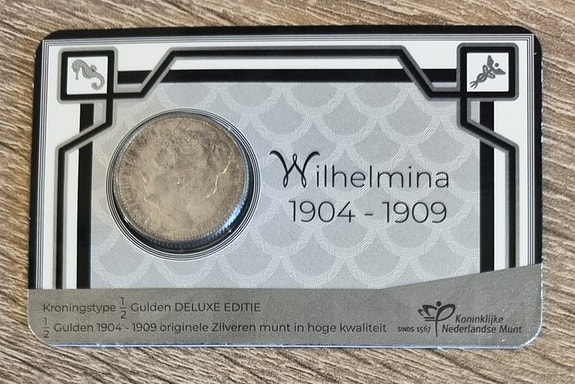 Wilhelmina
1904 - 1909
Kroningstype ½ Gulden DELUXE EDITIE
½ Gulden 1904 - 1909 originele Zilveren munt in hoge kwaliteit
SINDS 1567
Koninklijke
Nederlandse Munt